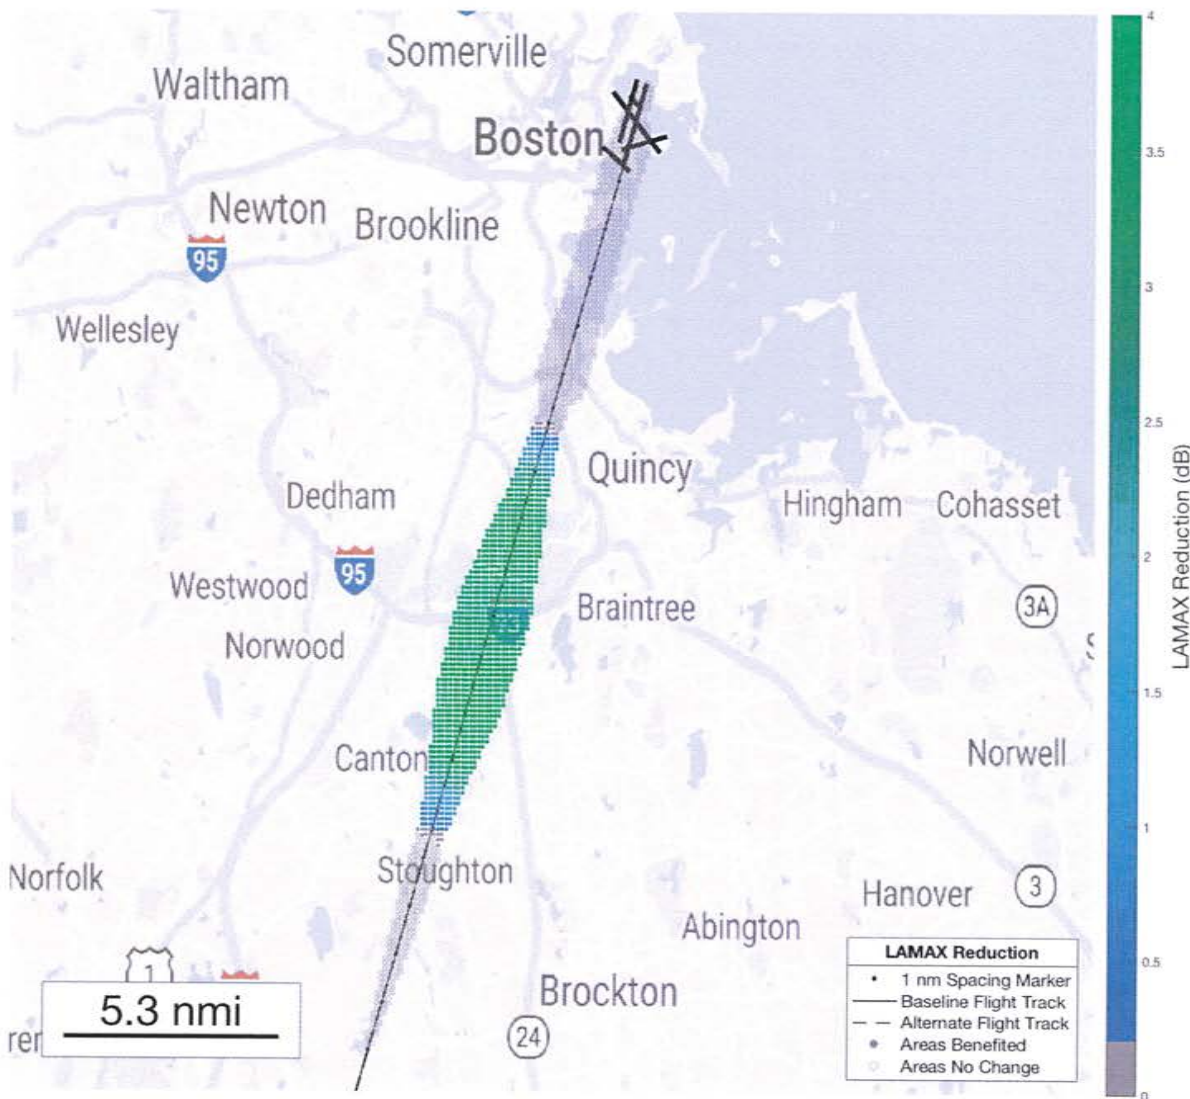 Somerville
Waltham
Boston
Newton
Brookline
95
Wellesley
Quincy
Dedham
Hingham
Cohasset
95
Westwood
Braintree
3A
Norwood
Canton
Norwell
Stoughton
Norfolk
Hanover
3
Abington
1
Brockton
24
5.3 nmi
LAMAX Reduction
1 nm Spacing Marker
Baseline Flight Track
Alternate Flight Track
Areas Benefited
Areas No Change
4
3.5
3
2.5
2
1.5
1
0.5
0
LAMAX Reduction (dB)